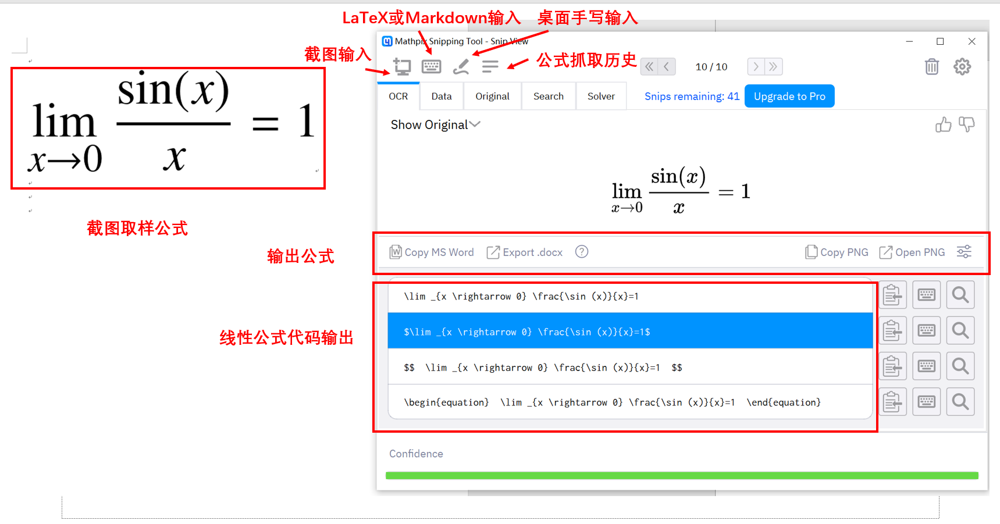 LaTeX或Markdown输入 桌面手写输入
Mathpix Snipping Tool - Snip View
截图输入
公式抓取历史
10 / 10
OCR Data Original Search Solver Snips remaining: 41 Upgrade to Pro
Show Original
lim x→0 sin(x) / x = 1
lim x→0 sin(x) / x = 1
截图取样公式
输出公式
Copy MS Word Export .docx ? Copy PNG Open PNG
\lim _{x \rightarrow 0} \frac{\sin (x)}{x}=1
$\lim _{x \rightarrow 0} \frac{\sin (x)}{x}=1$
线性公式代码输出
$$ \lim _{x \rightarrow 0} \frac{\sin (x)}{x}=1 $$
\begin{equation} \lim _{x \rightarrow 0} \frac{\sin (x)}{x}=1 \end{equation}
Confidence